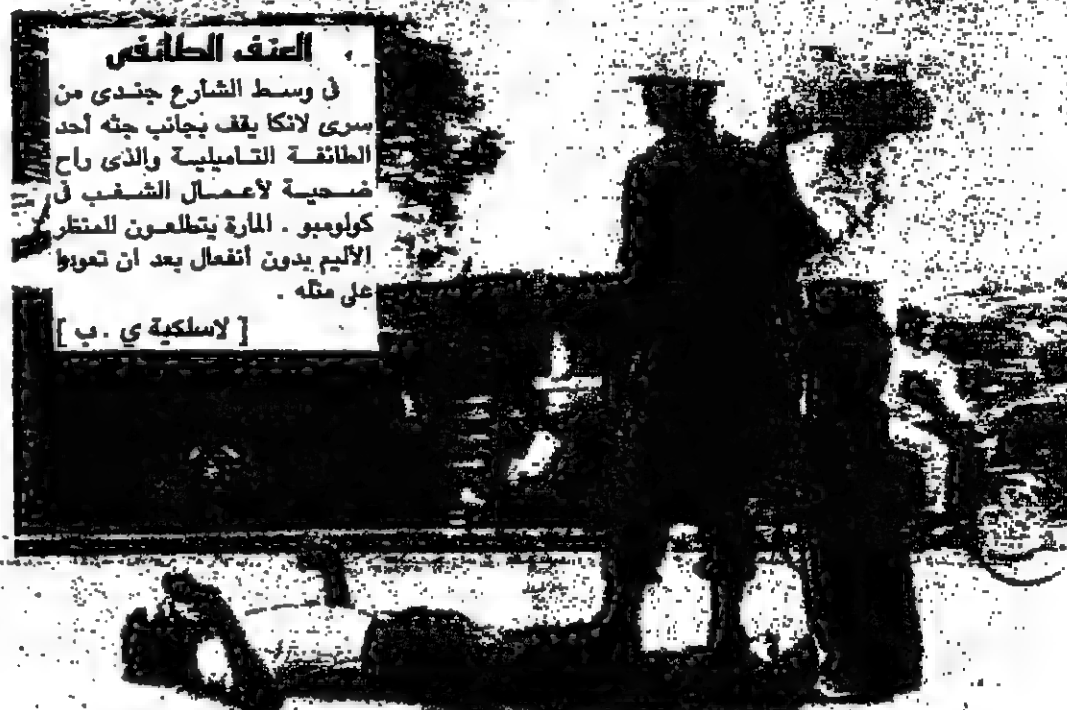 العنف الطائفى
فى وسط الشارع جندى من
سرى لانكا يقف بجانب جثه أحد
الطائفة التاميلية والذى راح
ضحية لأعمال الشغب فى
كولومبو . المارة يتطلعون للمنظر
الأليم بدون أنفعال بعد ان تعودوا
على مثله .
[ لاسلكية ي . ب ]